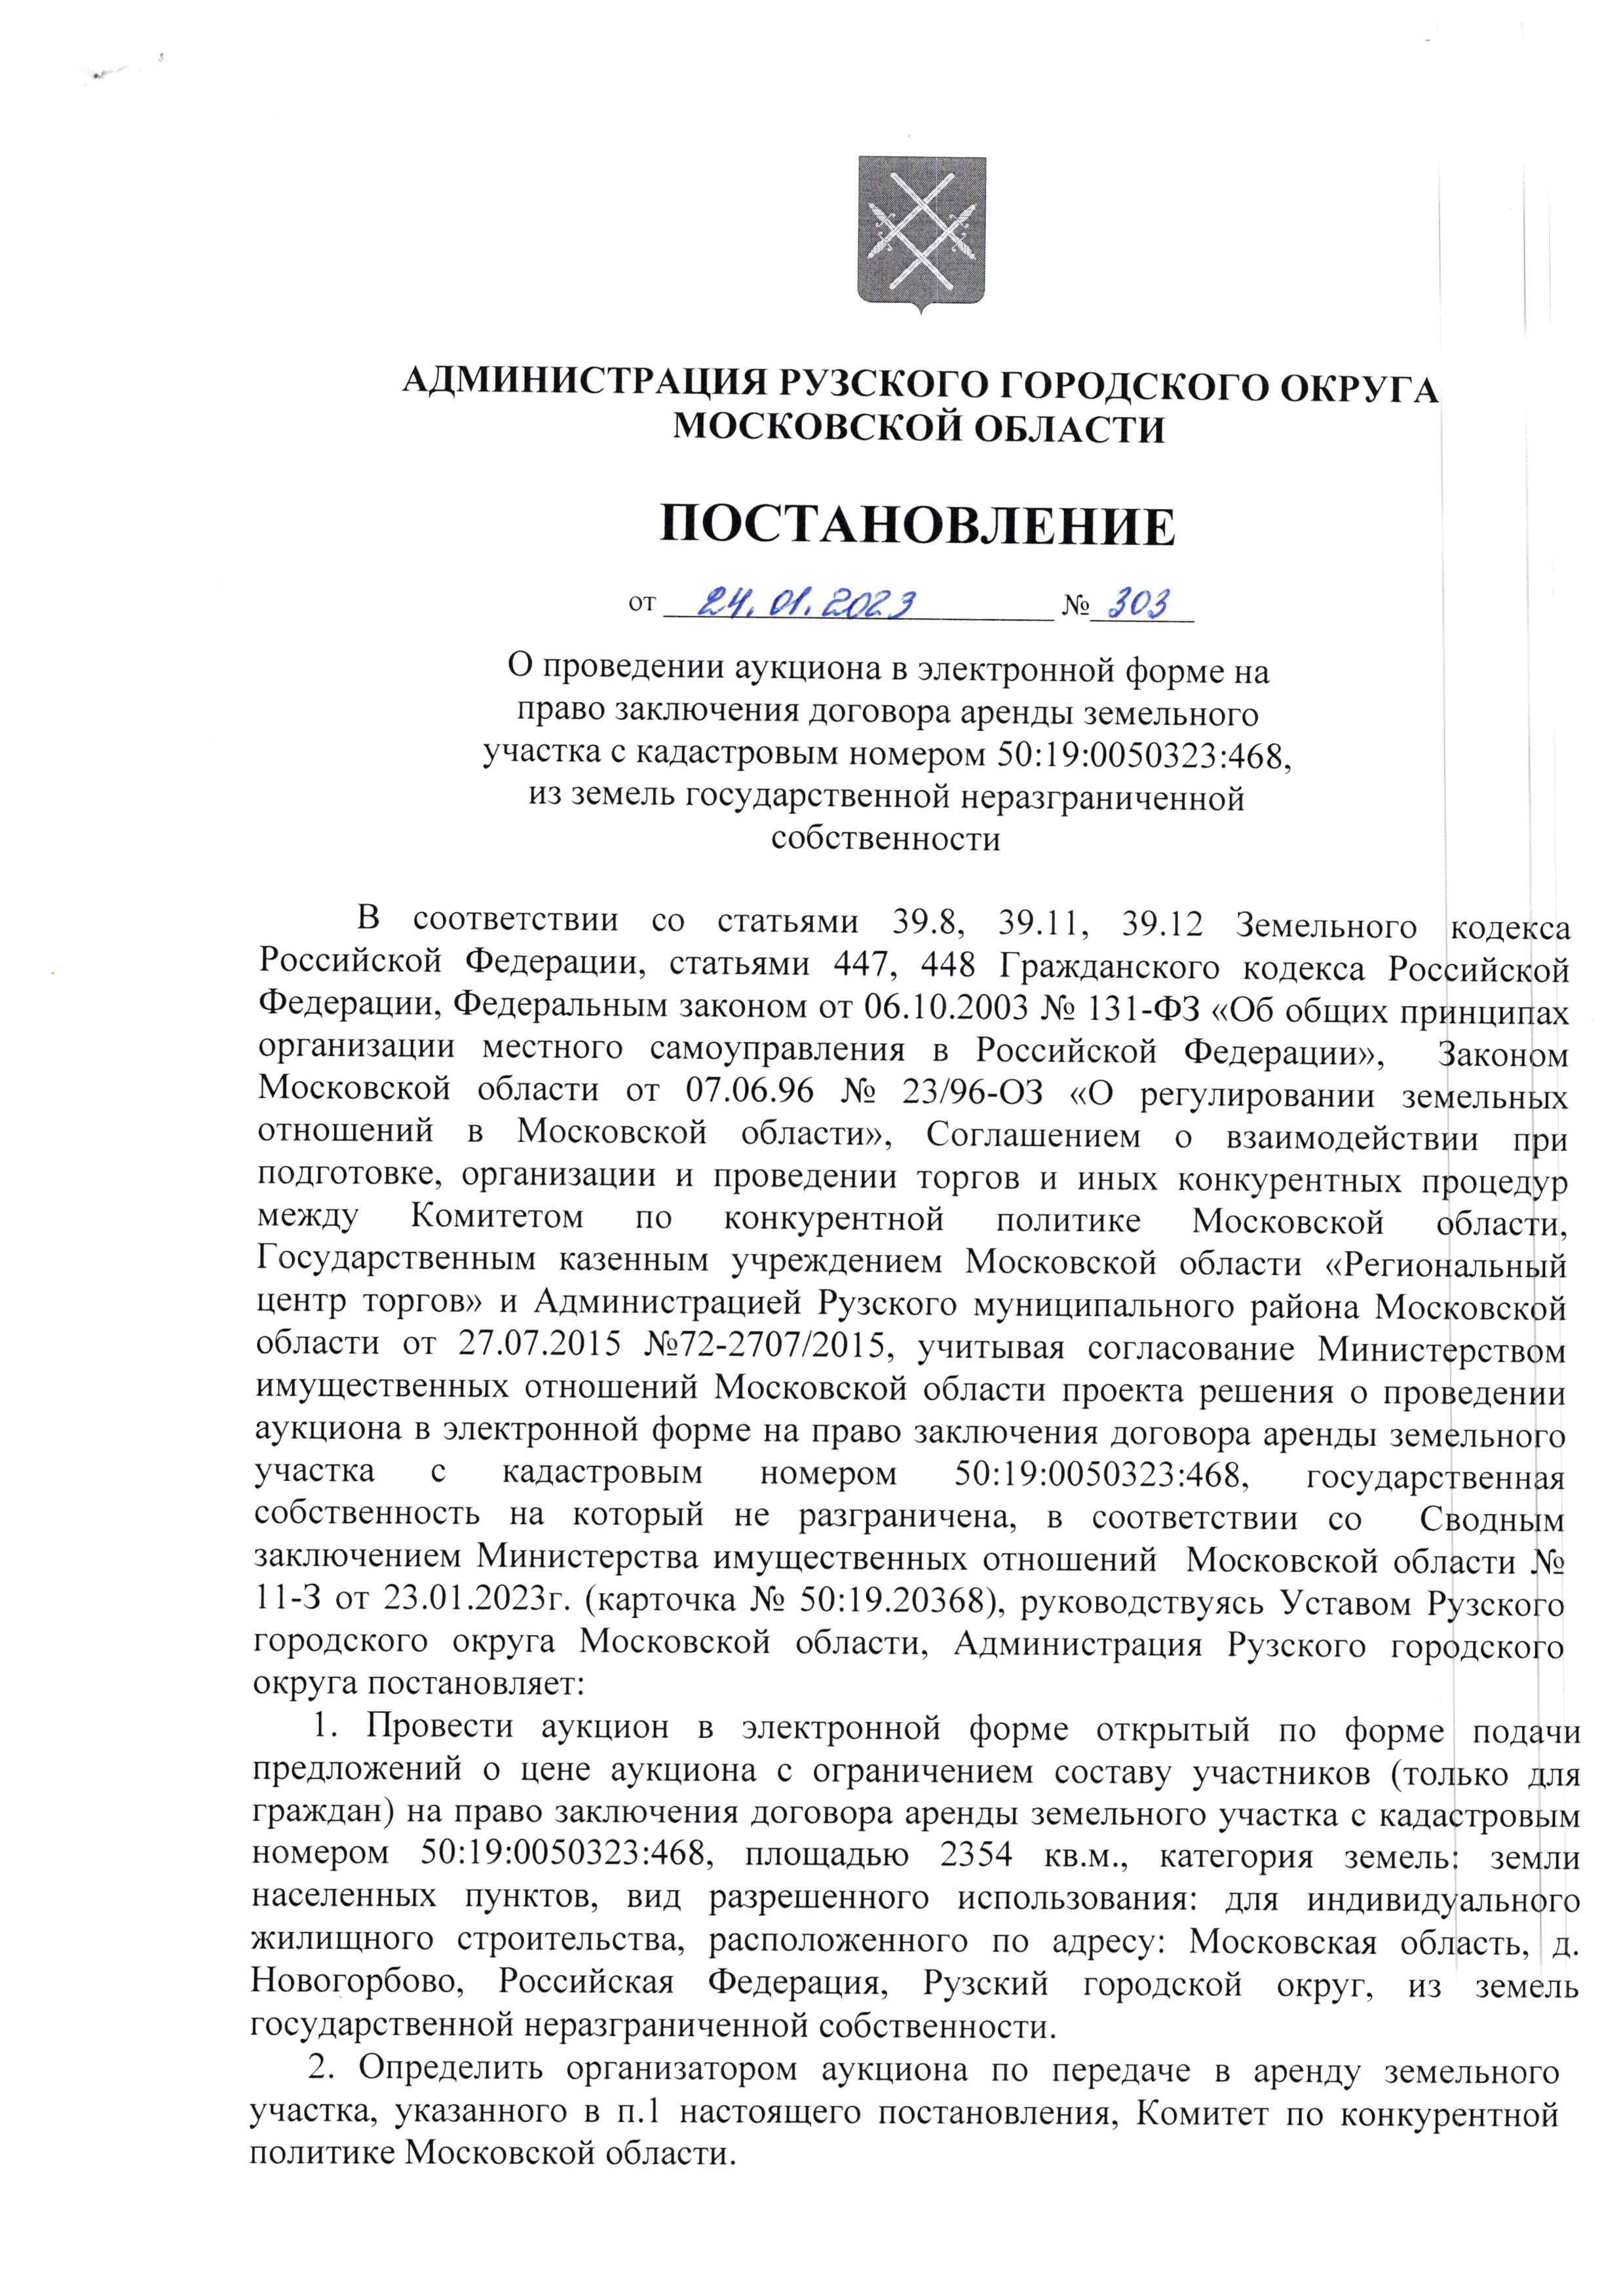 АДМИНИСТРАЦИЯ РУЗСКОГО ГОРОДСКОГО ОКРУГА
МОСКОВСКОЙ ОБЛАСТИ
ПОСТАНОВЛЕНИЕ
от 24.01.2023 № 303
О проведении аукциона в электронной форме на
право заключения договора аренды земельного
участка с кадастровым номером 50:19:0050323:468,
из земель государственной неразграниченной
собственности
В соответствии со статьями 39.8, 39.11, 39.12 Земельного кодекса
Российской Федерации, статьями 447, 448 Гражданского кодекса Российской
Федерации, Федеральным законом от 06.10.2003 № 131-ФЗ «Об общих принципах
организации местного самоуправления в Российской Федерации», Законом
Московской области от 07.06.96 № 23/96-ОЗ «О регулировании земельных
отношений в Московской области», Соглашением о взаимодействии при
подготовке, организации и проведении торгов и иных конкурентных процедур
между Комитетом по конкурентной политике Московской области,
Государственным казенным учреждением Московской области «Региональный
центр торгов» и Администрацией Рузского муниципального района Московской
области от 27.07.2015 №72-2707/2015, учитывая согласование Министерством
имущественных отношений Московской области проекта решения о проведении
аукциона в электронной форме на право заключения договора аренды земельного
участка с кадастровым номером 50:19:0050323:468, государственная
собственность на который не разграничена, в соответствии со Сводным
заключением Министерства имущественных отношений Московской области №
11-З от 23.01.2023г. (карточка № 50:19.20368), руководствуясь Уставом Рузского
городского округа Московской области, Администрация Рузского городского
округа постановляет:
1. Провести аукцион в электронной форме открытый по форме подачи
предложений о цене аукциона с ограничением составу участников (только для
граждан) на право заключения договора аренды земельного участка с кадастровым
номером 50:19:0050323:468, площадью 2354 кв.м., категория земель: земли
населенных пунктов, вид разрешенного использования: для индивидуального
жилищного строительства, расположенного по адресу: Московская область, д.
Новогорбово, Российская Федерация, Рузский городской округ, из земель
государственной неразграниченной собственности.
2. Определить организатором аукциона по передаче в аренду земельного
участка, указанного в п.1 настоящего постановления, Комитет по конкурентной
политике Московской области.